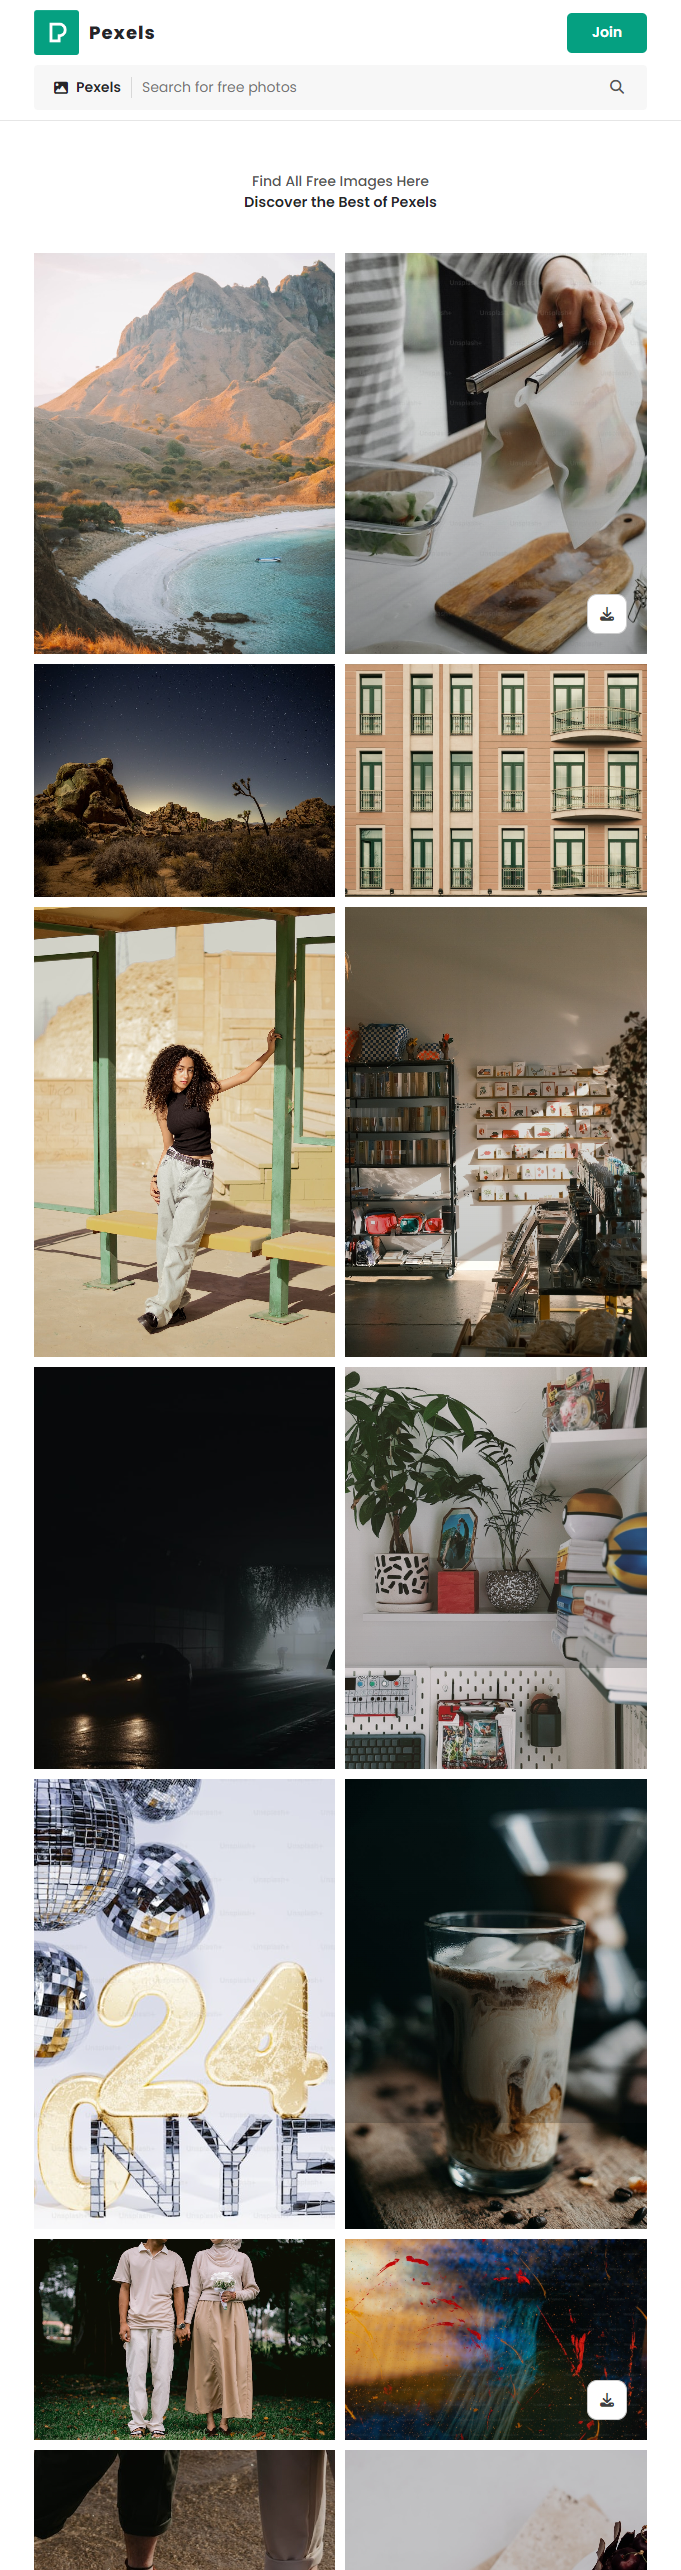 Pexels
Join
Pexels
Search for free photos
Find All Free Images Here
Discover the Best of Pexels
24
NYE